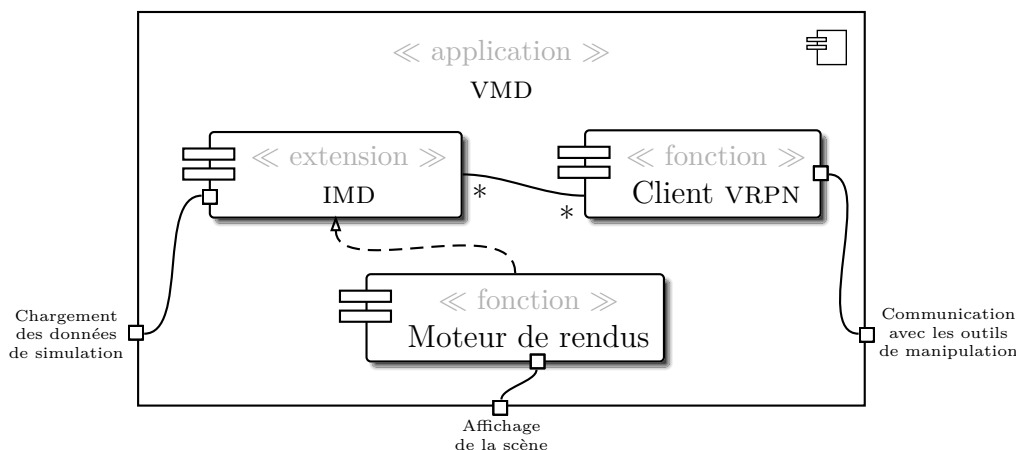 ≪ application ≫
VMD
≪ extension ≫
IMD
*
≪ fonction ≫
Client VRPN
*
≪ fonction ≫
Moteur de rendus
Chargement
des données
de simulation
Communication
avec les outils
de manipulation
Affichage
de la scène